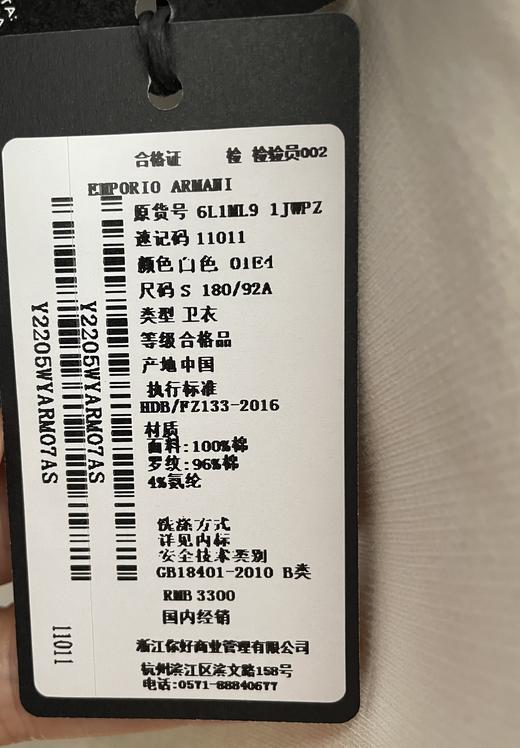 合格证 检 检验员002
EMPORIO ARMANI
原货号 6L1ML9 1JWPZ
速记码 11011
颜色 白色 01E4
尺码 S 180/92A
类型 卫衣
等级合格品
产地中国
执行标准
HDB/FZ133-2016
材质
面料:100%棉
罗纹:96%棉
4%氨纶
洗涤方式
详见内标
安全技术类别
GB18401-2010 B类
RMB 3300
国内经销
浙江你好商业管理有限公司
杭州滨江区滨文路158号
电话:0571-88840677
Y2205WYARM07AS
Y2205WYARM07AS
11011